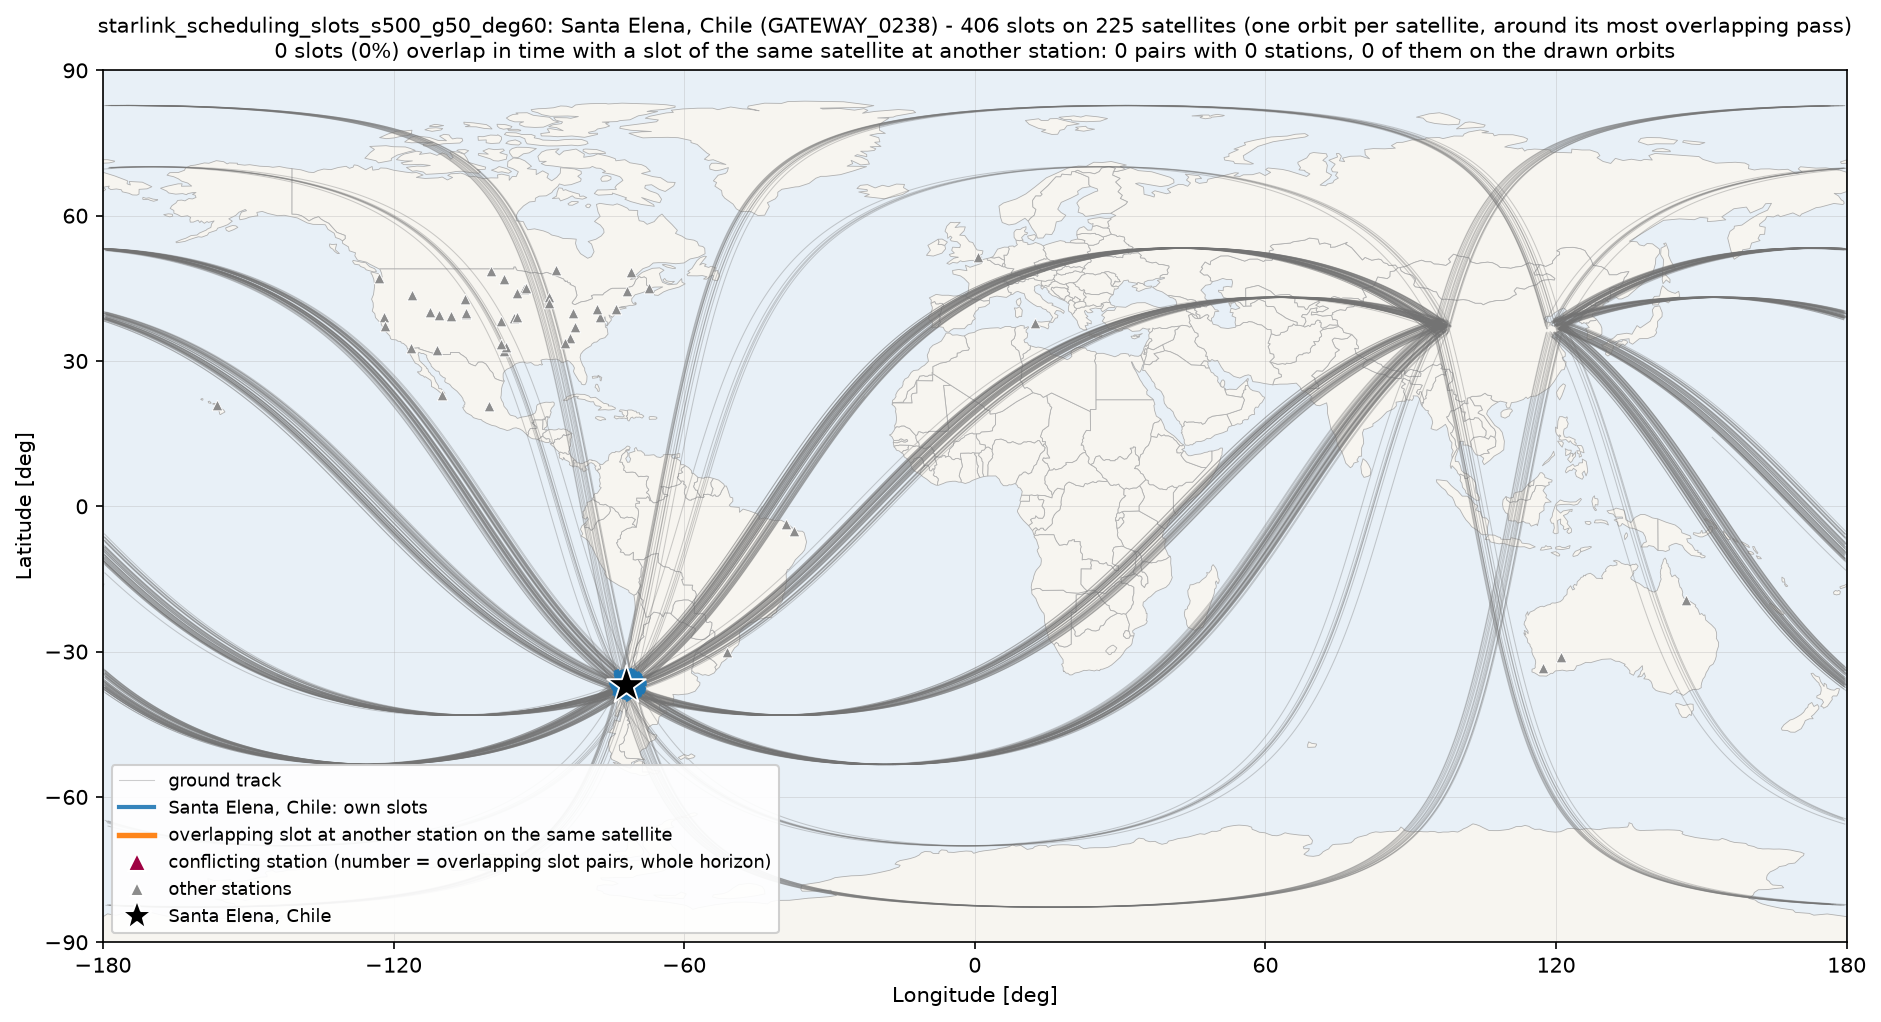 starlink_scheduling_slots_s500_g50_deg60: Santa Elena, Chile (GATEWAY_0238) - 406 slots on 225 satellites (one orbit per satellite, around its most overlapping pass)
0 slots (0%) overlap in time with a slot of the same satellite at another station: 0 pairs with 0 stations, 0 of them on the drawn orbits
90
60
30
0
−30
−60
−90
Latitude [deg]
ground track
Santa Elena, Chile: own slots
overlapping slot at another station on the same satellite
conflicting station (number = overlapping slot pairs, whole horizon)
other stations
Santa Elena, Chile
−180
−120
−60
0
60
120
180
Longitude [deg]